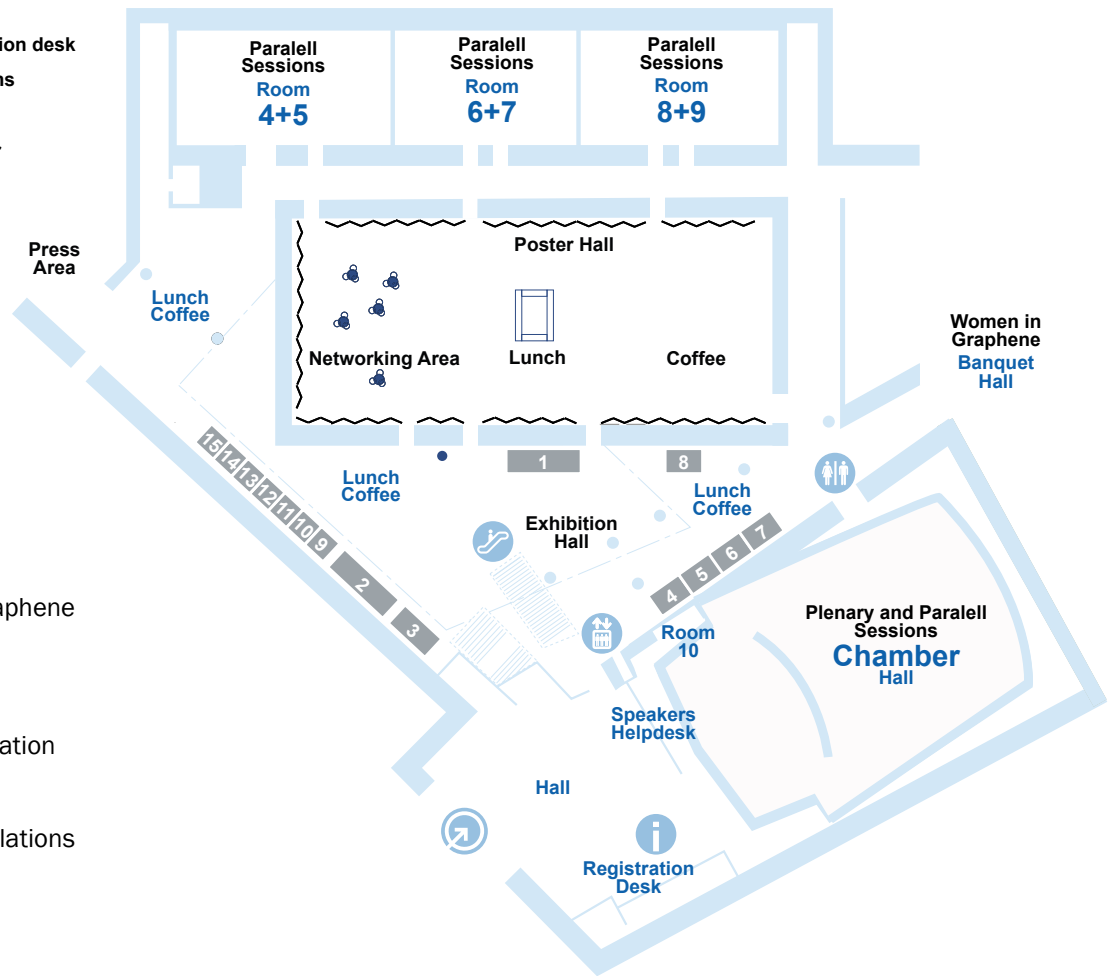 ion desk
Paralell
Sessions
Room
4+5
Paralell
Sessions
Room
6+7
Paralell
Sessions
Room
8+9
Press
Area
Lunch
Coffee
Poster Hall
Networking Area
Lunch
Coffee
Women in
Graphene
Banquet
Hall
15 14 13 12 11 10 9
2
3
Lunch
Coffee
1
8
Lunch
Coffee
Exhibition
Hall
4 5 6 7
Room
10
Plenary and Paralell
Sessions
Chamber
Hall
Speakers
Helpdesk
Hall
i
Registration
Desk
aphene
ation
lations